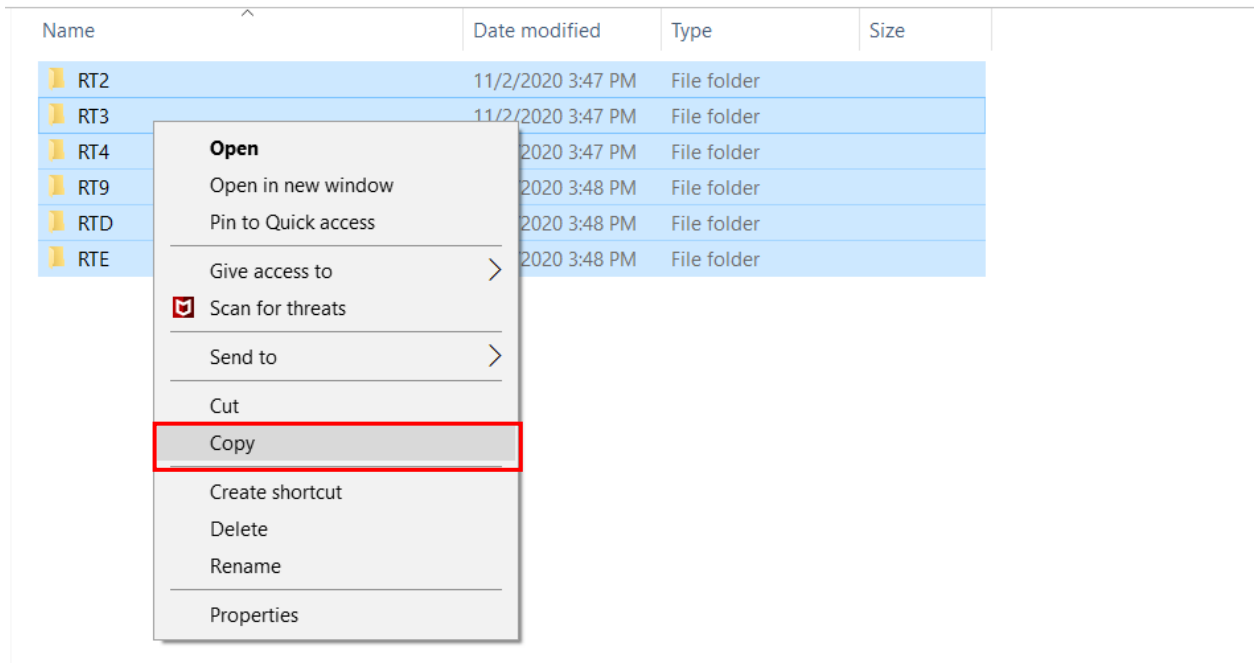 Name Date modified Type Size
RT2 11/2/2020 3:47 PM File folder
RT3 11/2/2020 3:47 PM File folder
RT4 2020 3:47 PM File folder
RT9 2020 3:48 PM File folder
RTD 2020 3:48 PM File folder
RTE 2020 3:48 PM File folder
Open
Open in new window
Pin to Quick access
Give access to
Scan for threats
Send to
Cut
Copy
Create shortcut
Delete
Rename
Properties